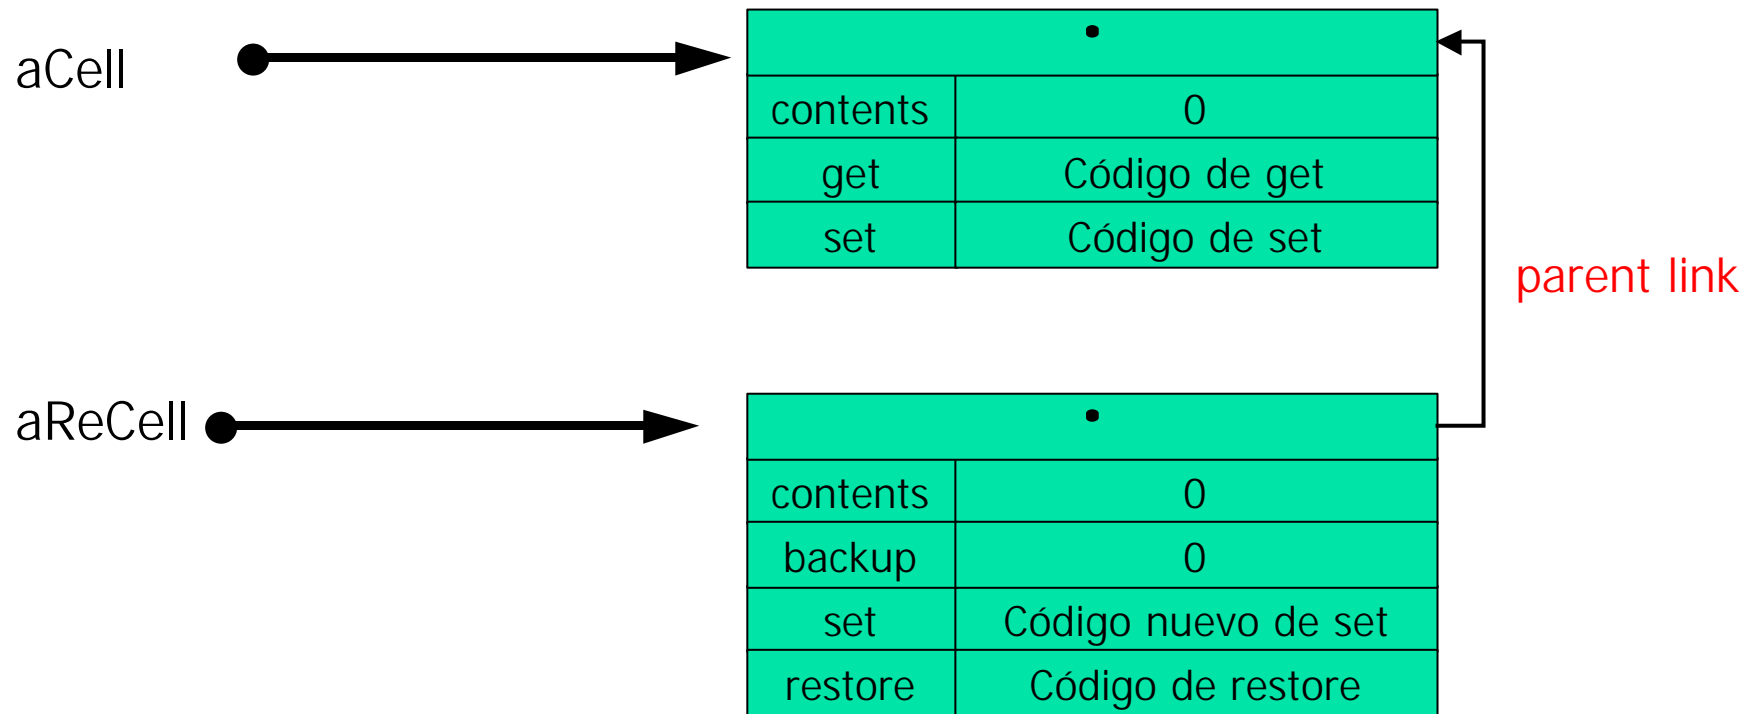 aCell
contents 0
get Código de get
set Código de set
parent link
aReCell
contents 0
backup 0
set Código nuevo de set
restore Código de restore